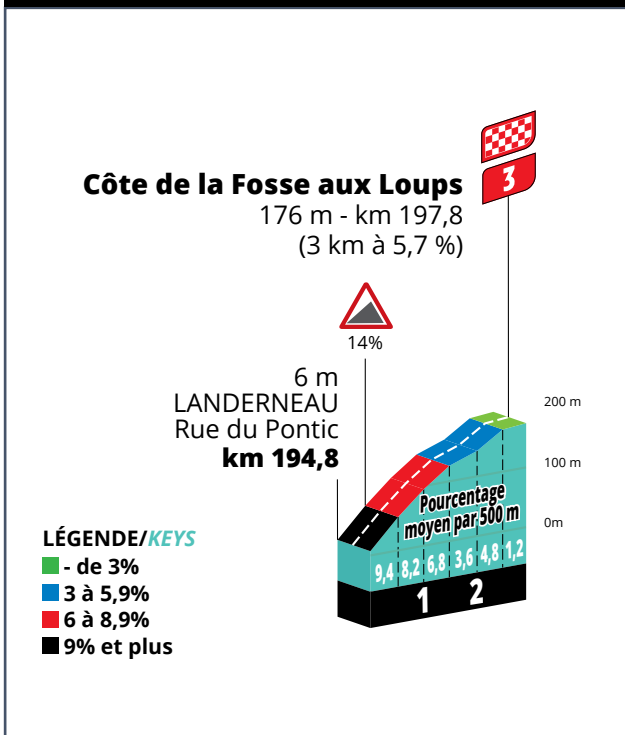 3
Côte de la Fosse aux Loups
176 m - km 197,8
(3 km à 5,7 %)
14%
6 m
LANDERNEAU
Rue du Pontic
km 194,8
200 m
100 m
0m
Pourcentage
moyen par 500 m
9,4 8,2 6,8 3,6 4,8 1,2
1 2
LÉGENDE/KEYS
- de 3%
3 à 5,9%
6 à 8,9%
9% et plus